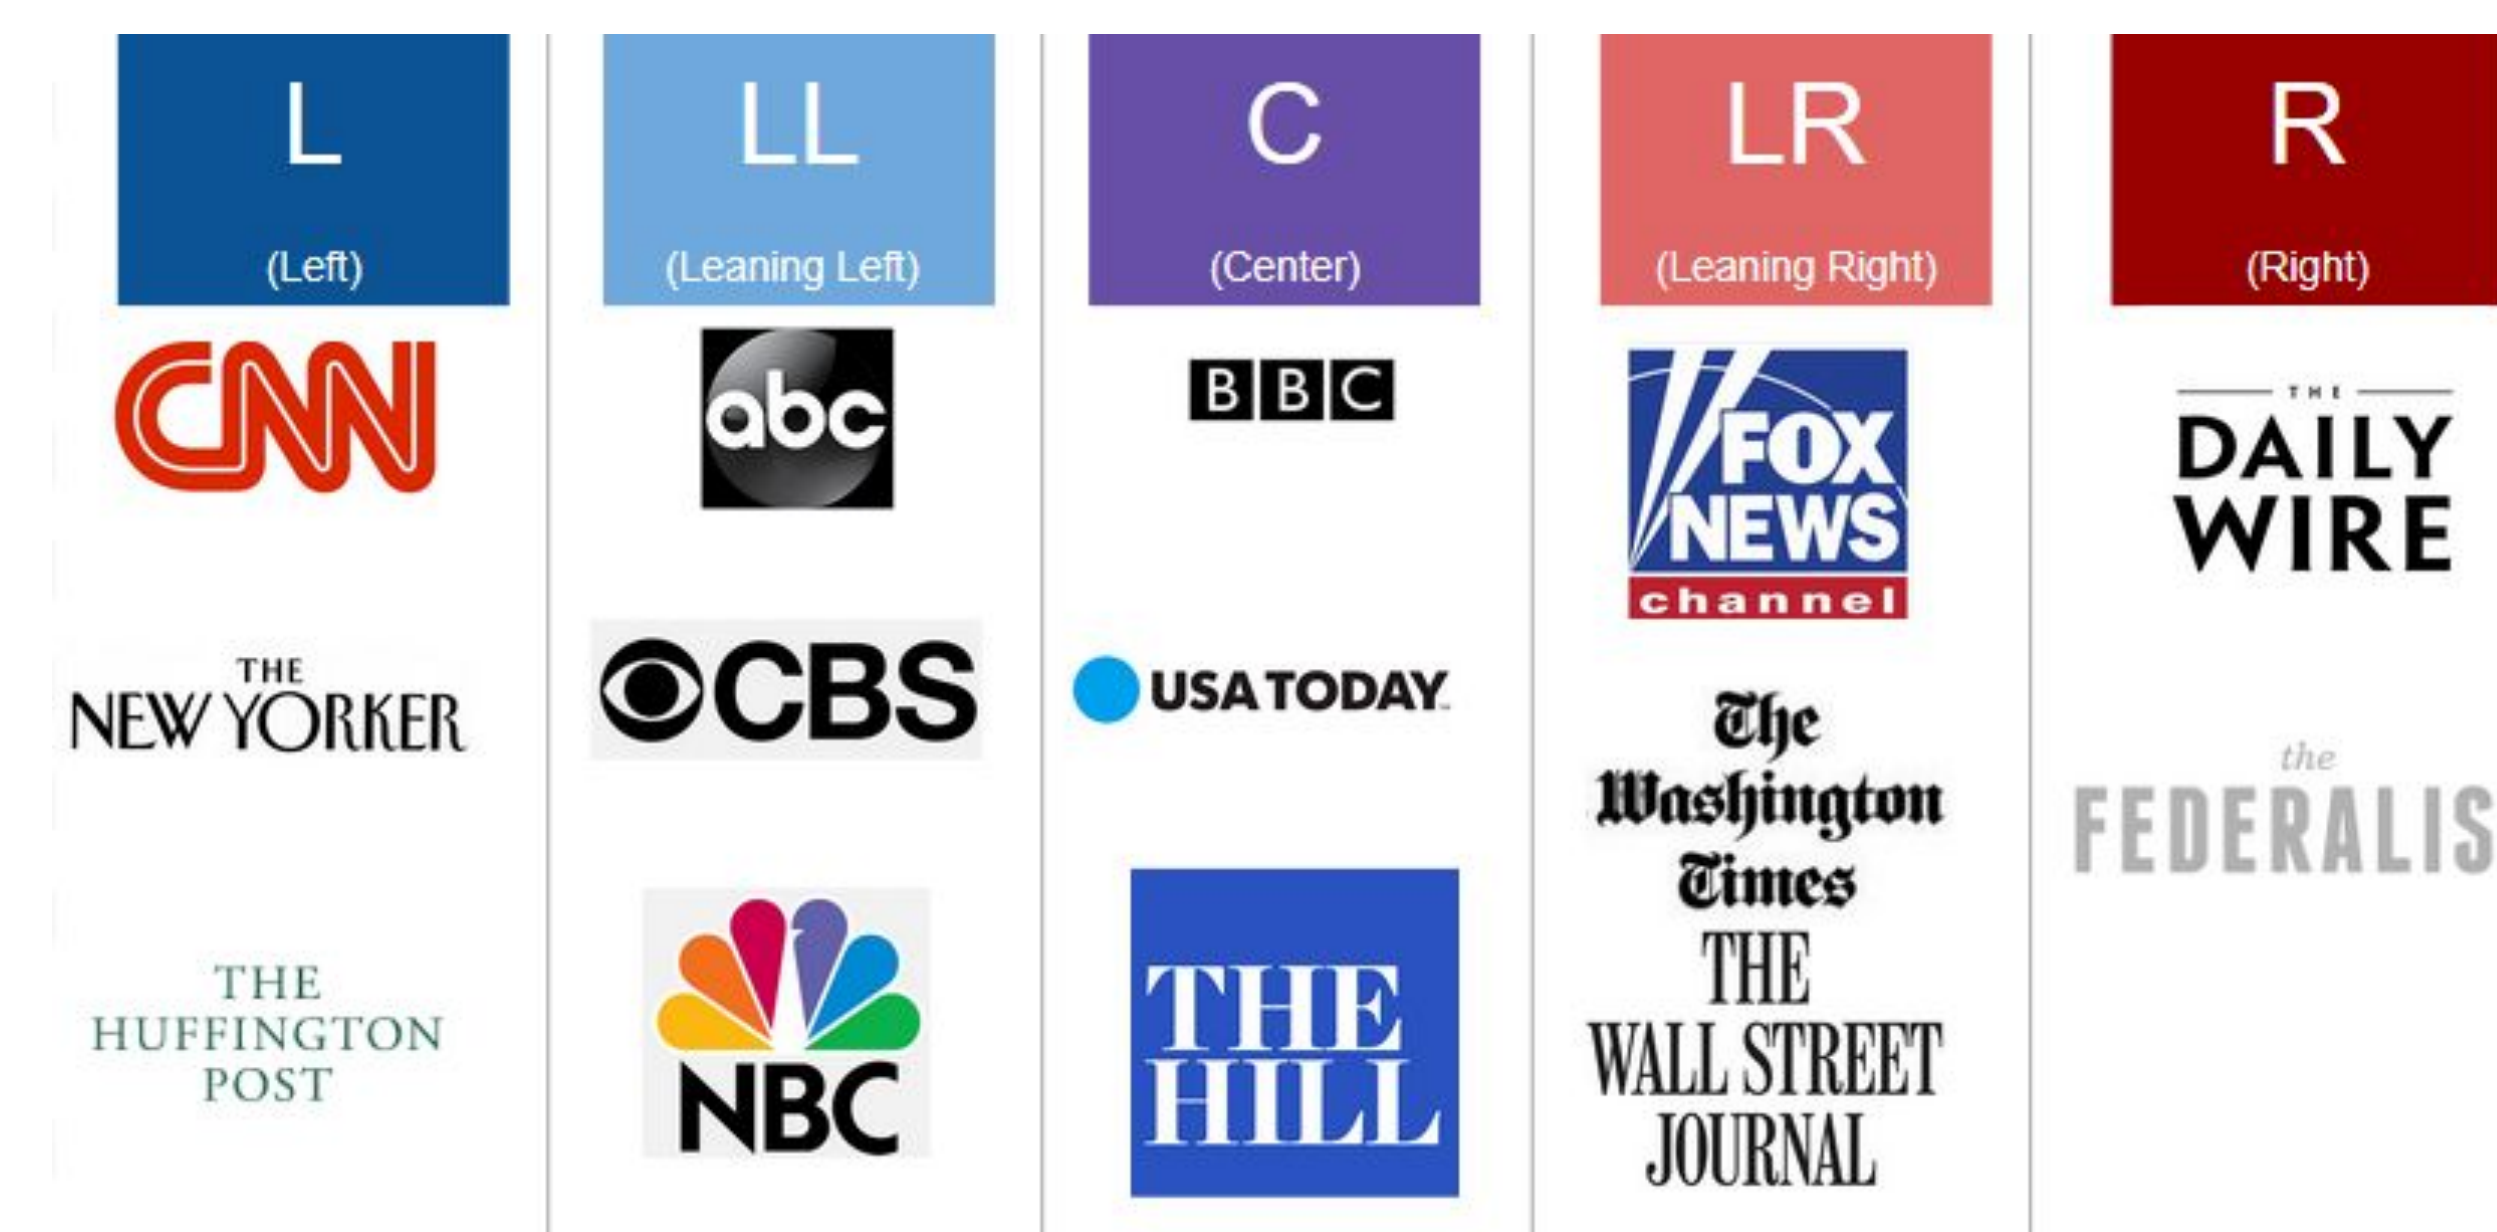 L
(Left)
CNN
THE
NEW YORKER
THE
HUFFINGTON
POST
LL
(Leaning Left)
abc
CBS
NBC
C
(Center)
BBC
USA TODAY
THE
HILL
LR
(Leaning Right)
FOX
NEWS
channel
The
Washington
Times
THE
WALL STREET
JOURNAL
R
(Right)
THE
DAILY
WIRE
the
FEDERALIS